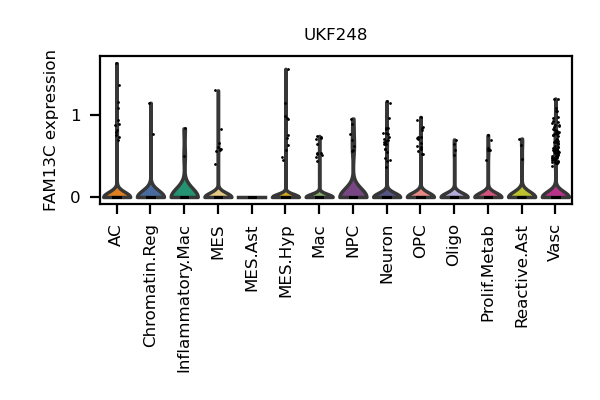 UKF248
FAM13C expression
1
0
AC
Chromatin.Reg
Inflammatory.Mac
MES
MES.Ast
MES.Hyp
Mac
NPC
Neuron
OPC
Oligo
Prolif.Metab
Reactive.Ast
Vasc